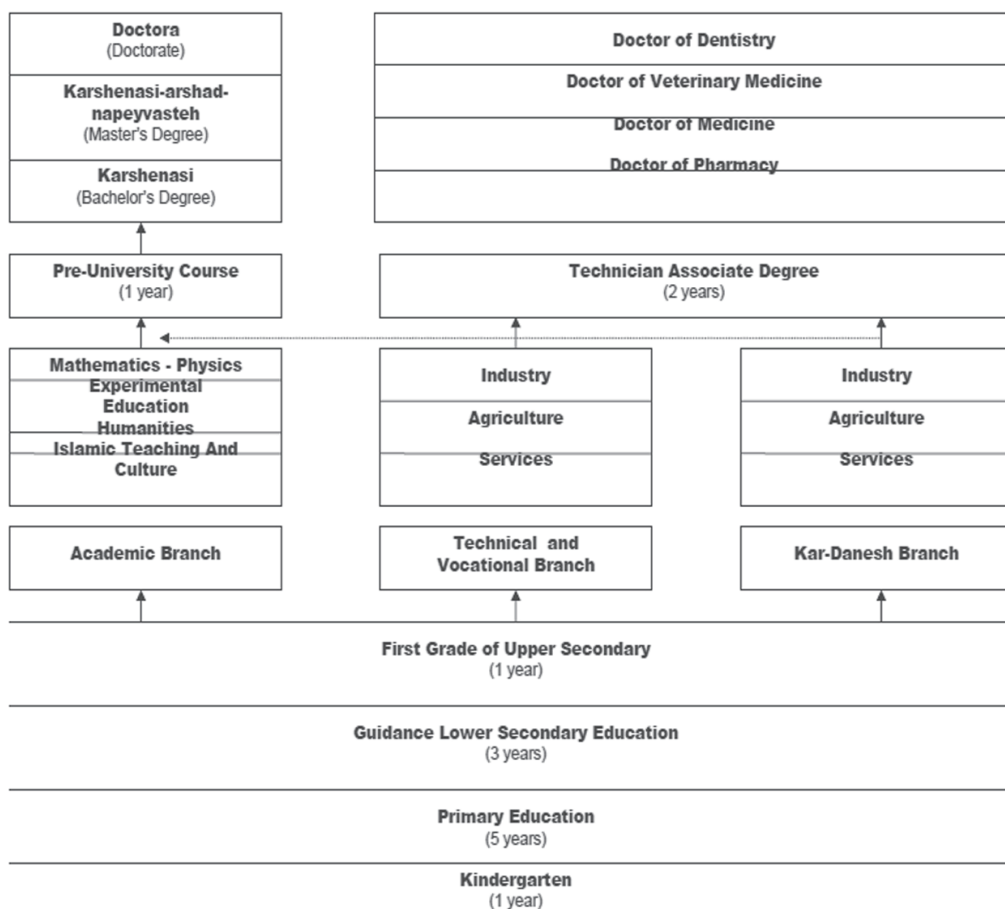 Doctora
(Doctorate)
Karshenasi-arshad-
napeyvasteh
(Master's Degree)
Karshenasi
(Bachelor's Degree)
Doctor of Dentistry
Doctor of Veterinary Medicine
Doctor of Medicine
Doctor of Pharmacy
Pre-University Course
(1 year)
Technician Associate Degree
(2 years)
Mathematics - Physics
Experimental
Education
Humanities
Islamic Teaching And
Culture
Industry
Agriculture
Services
Industry
Agriculture
Services
Academic Branch
Technical and
Vocational Branch
Kar-Danesh Branch
First Grade of Upper Secondary
(1 year)
Guidance Lower Secondary Education
(3 years)
Primary Education
(5 years)
Kindergarten
(1 year)